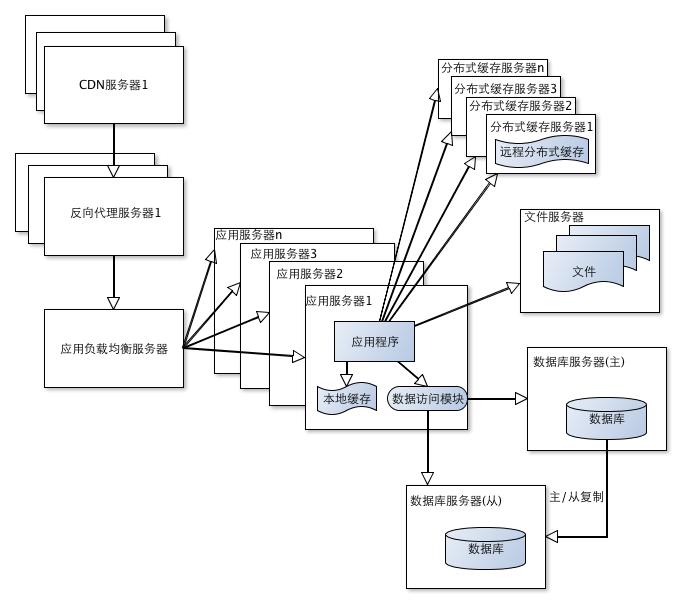 CDN服务器1
反向代理服务器1
应用负载均衡服务器
应用服务器n
应用服务器3
应用服务器2
应用服务器1
应用程序
本地缓存
数据访问模块
分布式缓存服务器n
分布式缓存服务器3
分布式缓存服务器2
分布式缓存服务器1
远程分布式缓存
文件服务器
文件
数据库服务器(主)
数据库
主/从复制
数据库服务器(从)
数据库